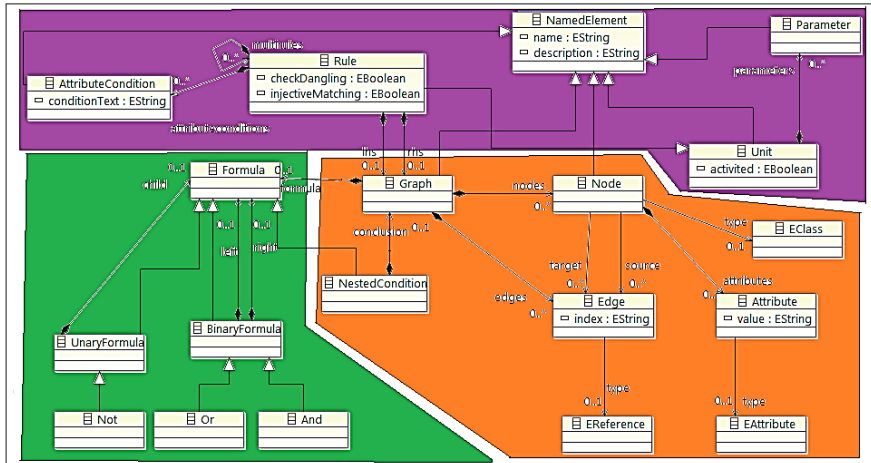 NamedElement
name : EString
description : EString
Parameter
multirules
0..*
Rule
checkDangling : EBoolean
injectiveMatching : EBoolean
AttributeCondition
conditionText : EString
0..*
attributeconditions
parameters
0..*
Unit
activited : EBoolean
lhs
0..1
rhs
0..1
Formula
0..1
0..1
child
formula
Graph
nodes
0..*
Node
type
0..1
EClass
conclusion
0..1
0..1
0..1
left
right
NestedCondition
target
0..*
source
0..*
attributes
0..*
edges
0..*
Edge
index : EString
Attribute
value : EString
UnaryFormula
BinaryFormula
type
0..1
type
0..1
Not
Or
And
EReference
EAttribute